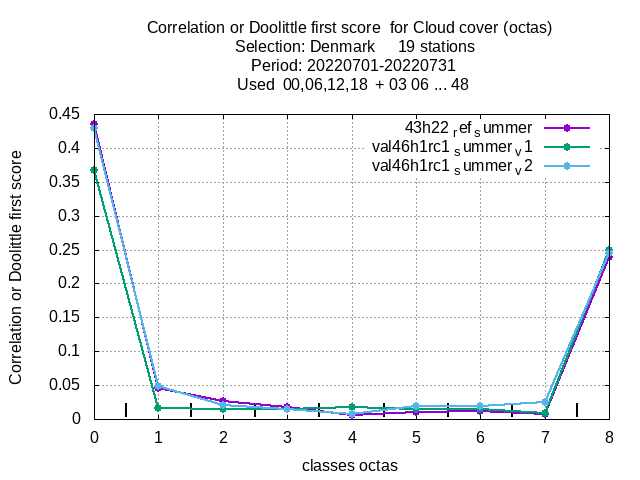 Correlation or Doolittle first score  for Cloud cover (octas)
Selection: Denmark     19 stations
Period: 20220701-20220731
Used  00,06,12,18  + 03 06 ... 48
43h22_ref_summer
val46h1rc1_summer_v1
val46h1rc1_summer_v2
Correlation or Doolittle first score
0.45
0.4
0.35
0.3
0.25
0.2
0.15
0.1
0.05
0
0 1 2 3 4 5 6 7 8
classes octas